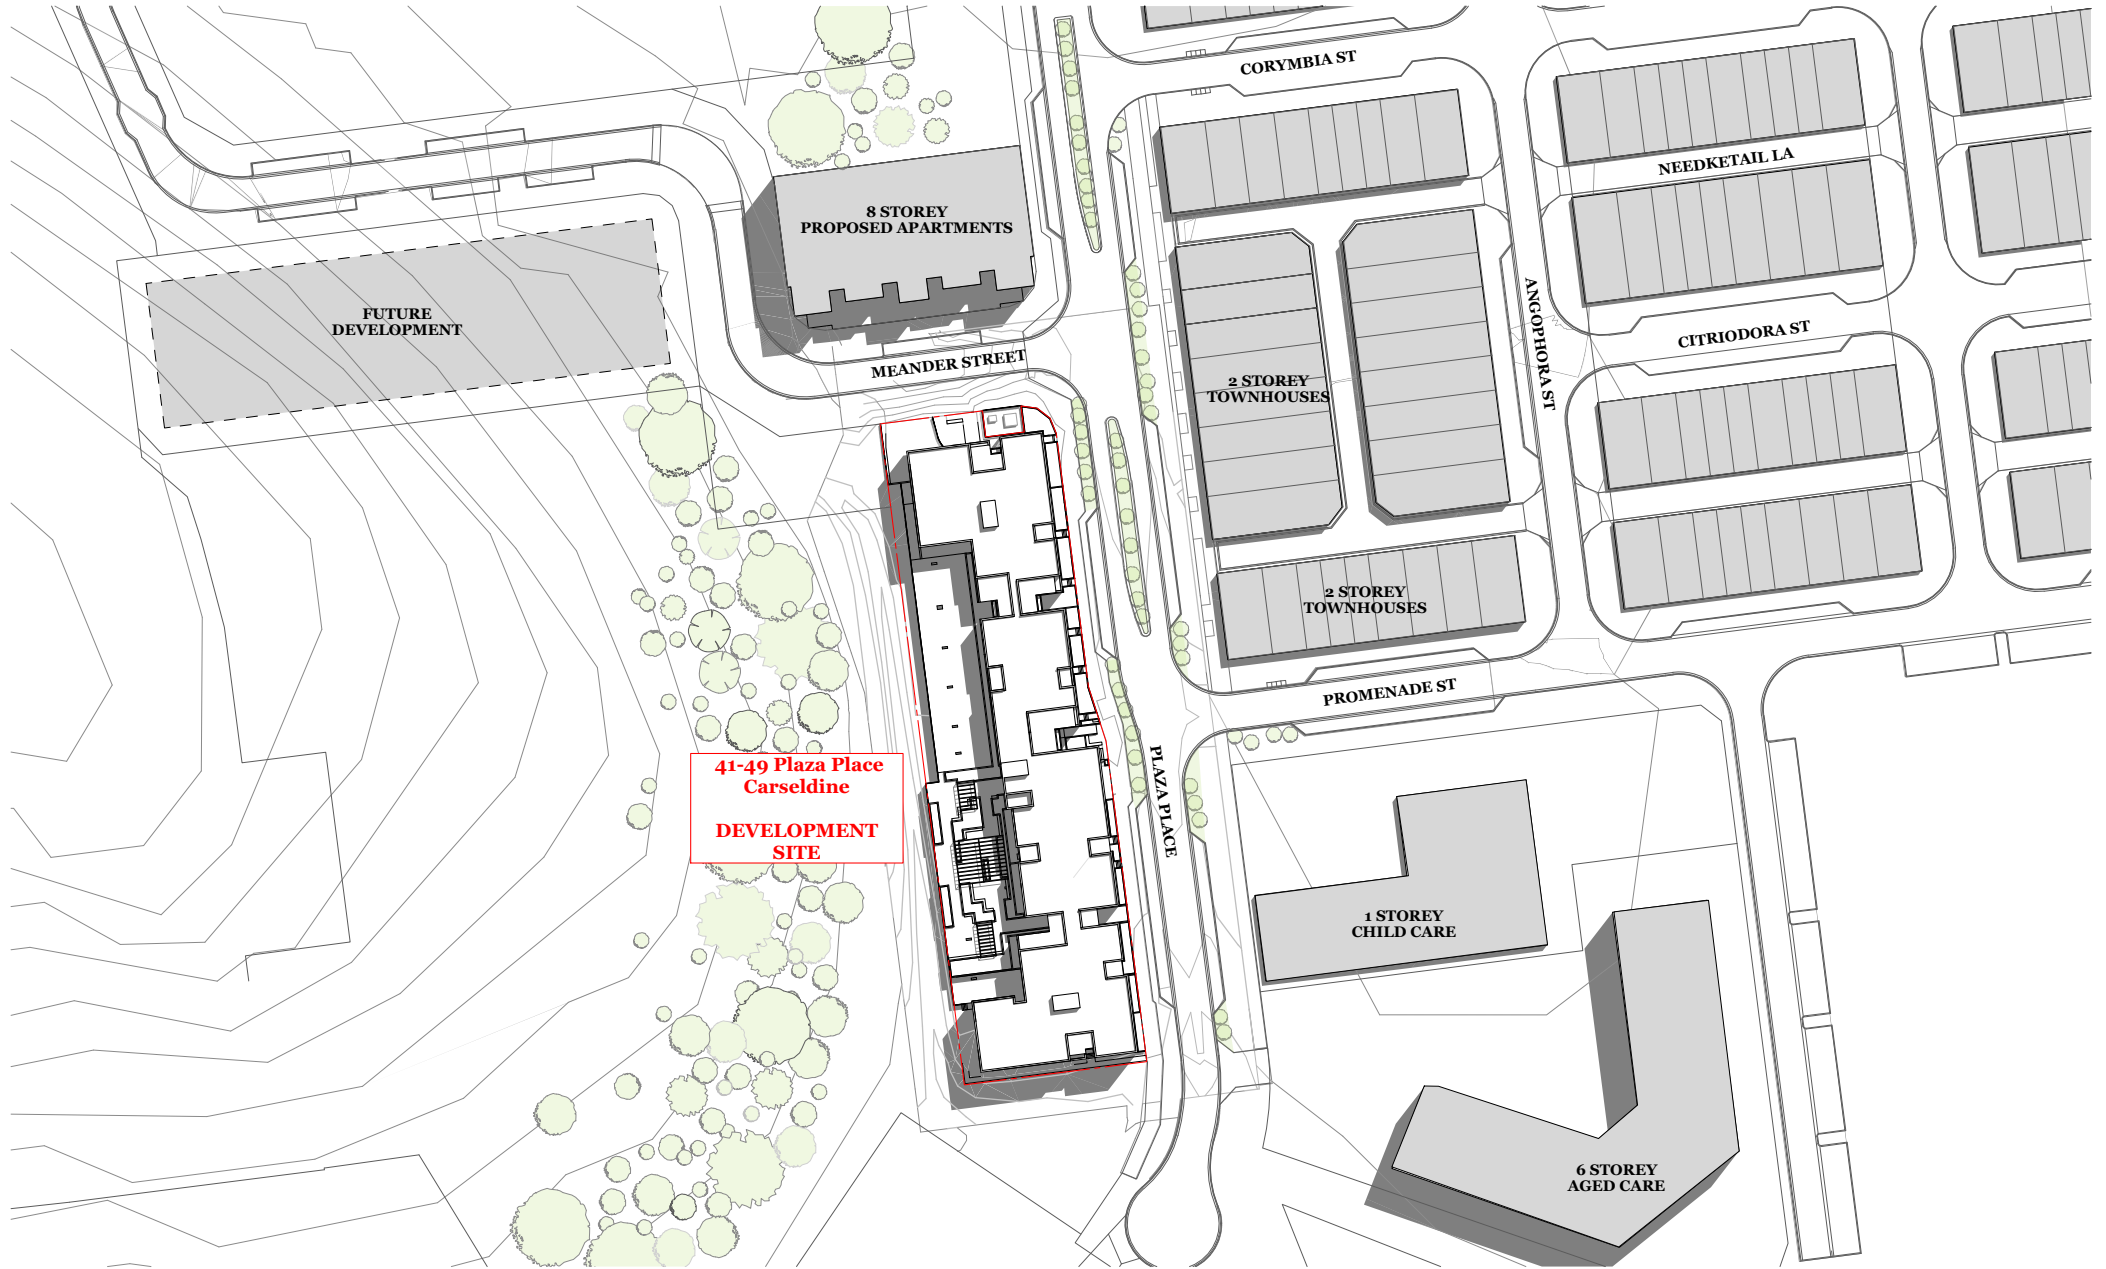 CORYMBIA ST
NEEDKETAIL LA
8 STOREY
PROPOSED APARTMENTS
FUTURE
DEVELOPMENT
ANGOPHORA ST
CITRIODORA ST
MEANDER STREET
2 STOREY
TOWNHOUSES
2 STOREY
TOWNHOUSES
PROMENADE ST
PLAZA PLACE
41-49 Plaza Place
Carseldine
DEVELOPMENT
SITE
1 STOREY
CHILD CARE
6 STOREY
AGED CARE